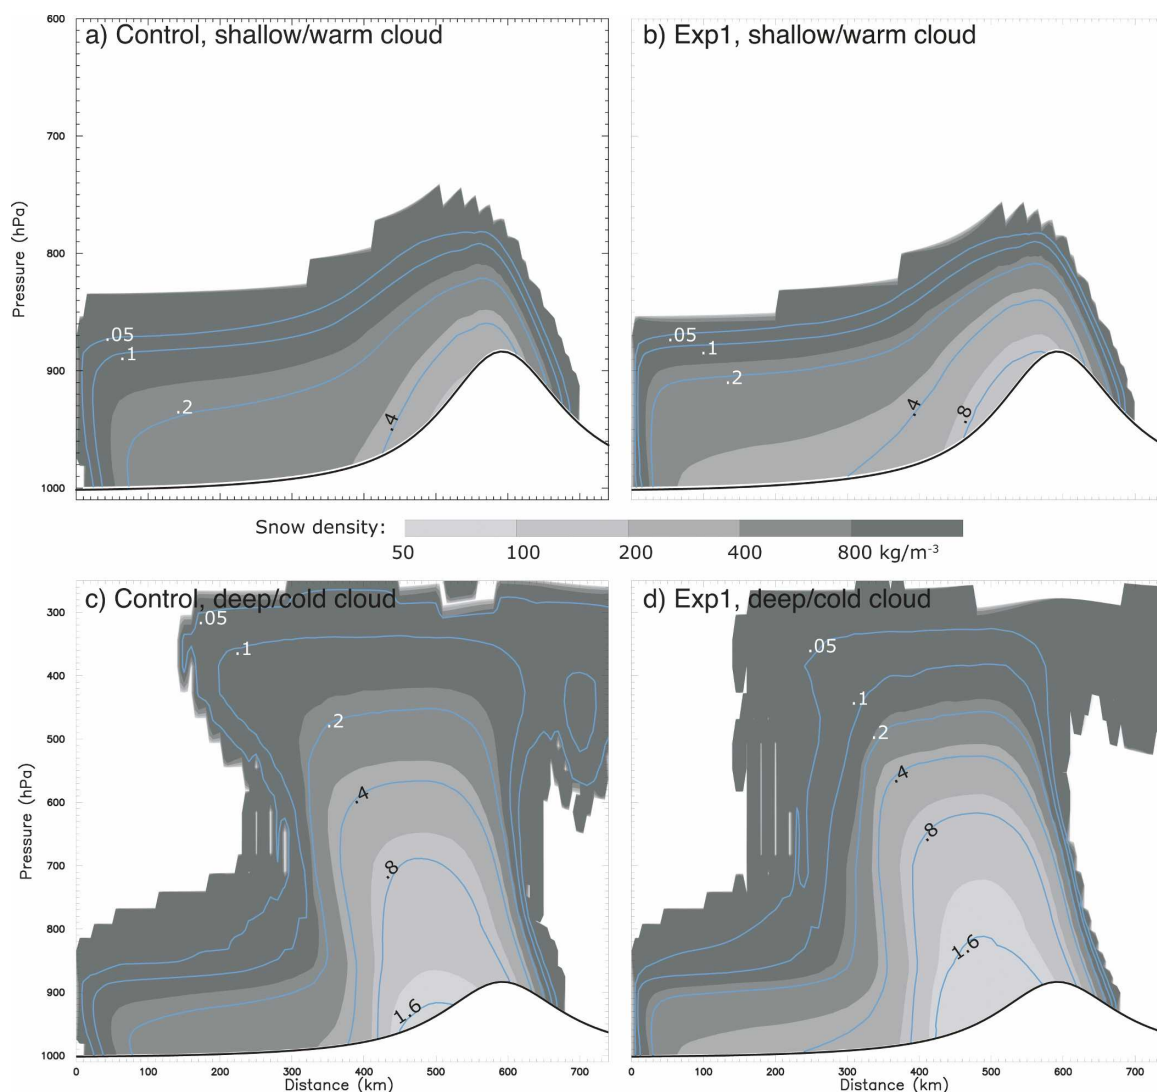 a) Control, shallow/warm cloud
b) Exp1, shallow/warm cloud
600
700
800
900
1000
Pressure (hPa)
.05
.1
.2
.4
.05
.1
.2
.4
.8
Snow density:
50 100 200 400 800 kg/m⁻³
c) Control, deep/cold cloud
d) Exp1, deep/cold cloud
300
400
500
600
700
800
900
1000
Pressure (hPa)
.05
.1
.2
.4
.8
1.6
.05
.1
.2
.4
.8
1.6
0 100 200 300 400 500 600 700
Distance (km)
0 100 200 300 400 500 600 700
Distance (km)